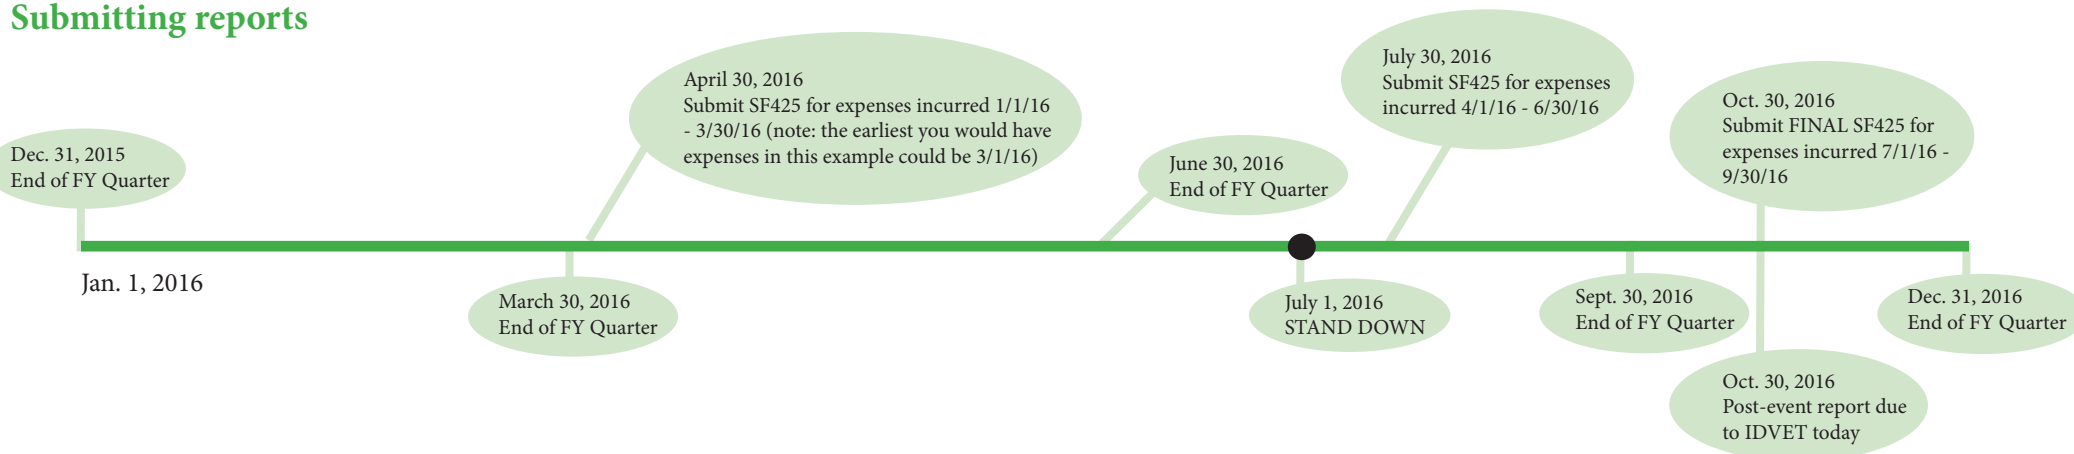 Submitting reports
Dec. 31, 2015
End of FY Quarter
April 30, 2016
Submit SF425 for expenses incurred 1/1/16
- 3/30/16 (note: the earliest you would have
expenses in this example could be 3/1/16)
June 30, 2016
End of FY Quarter
July 30, 2016
Submit SF425 for expenses
incurred 4/1/16 - 6/30/16
Oct. 30, 2016
Submit FINAL SF425 for
expenses incurred 7/1/16 -
9/30/16
Jan. 1, 2016
March 30, 2016
End of FY Quarter
July 1, 2016
STAND DOWN
Sept. 30, 2016
End of FY Quarter
Dec. 31, 2016
End of FY Quarter
Oct. 30, 2016
Post-event report due
to IDVET today